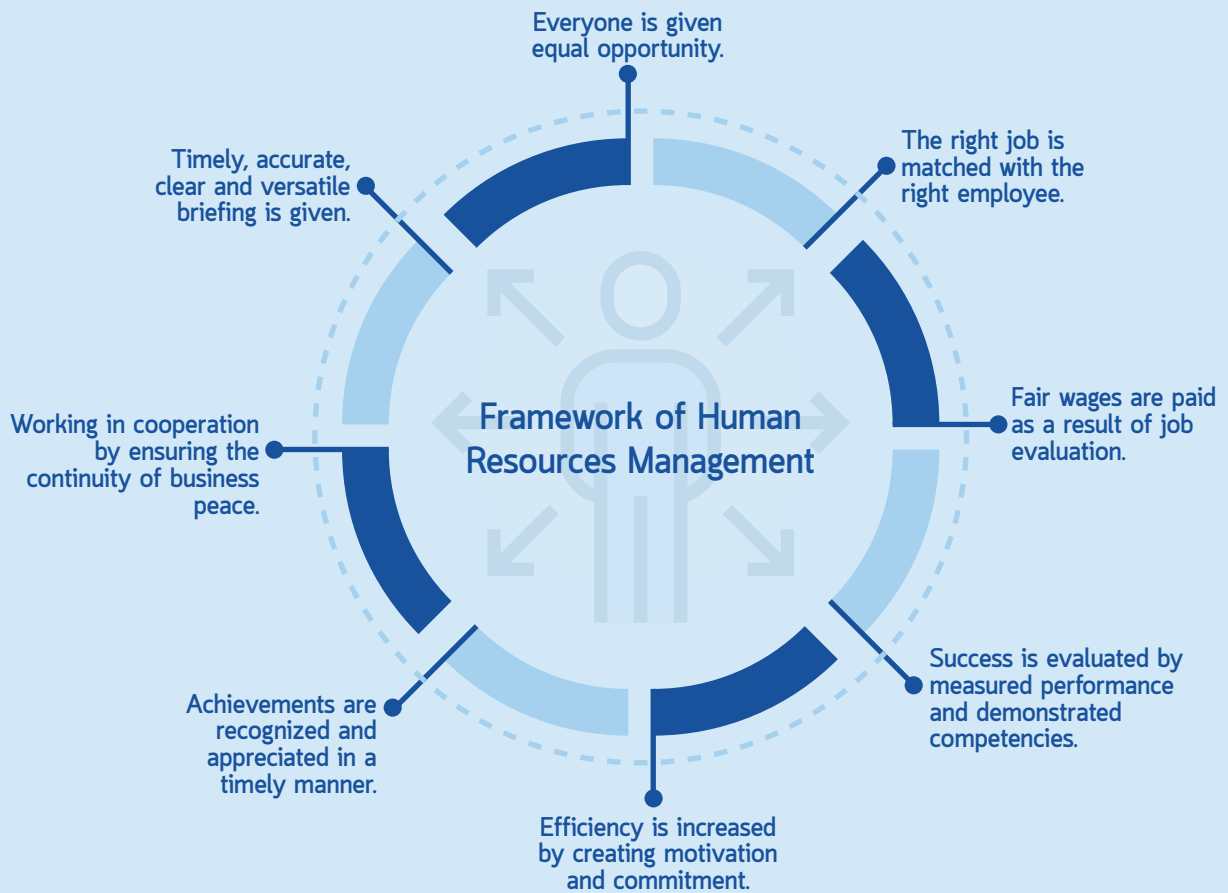 Everyone is given
equal opportunity.
The right job is
matched with the
right employee.
Fair wages are paid
as a result of job
evaluation.
Success is evaluated by
measured performance
and demonstrated
competencies.
Efficiency is increased
by creating motivation
and commitment.
Achievements are
recognized and
appreciated in a
timely manner.
Working in cooperation
by ensuring the
continuity of business
peace.
Timely, accurate,
clear and versatile
briefing is given.
Framework of Human
Resources Management